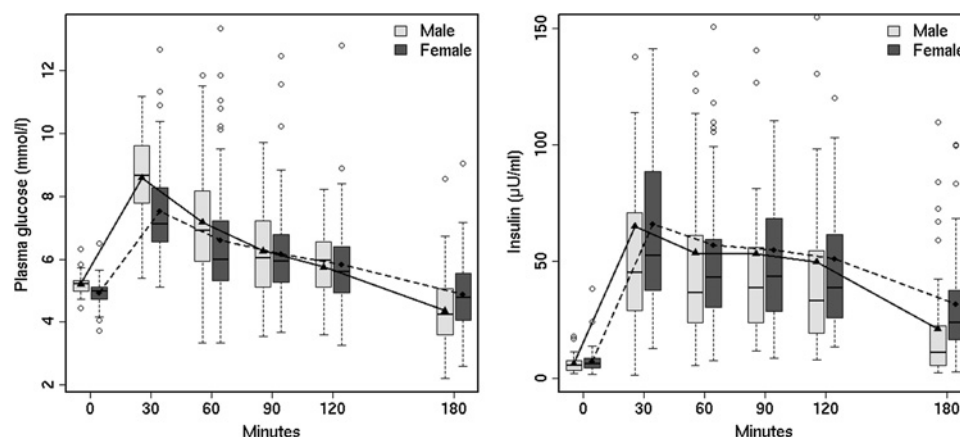 Male
Female
12
10
8
6
4
2
Plasma glucose (mmol/l)
0 30 60 90 120 180
Minutes
Male
Female
150
100
50
0
Insulin (µU/ml)
0 30 60 90 120 180
Minutes